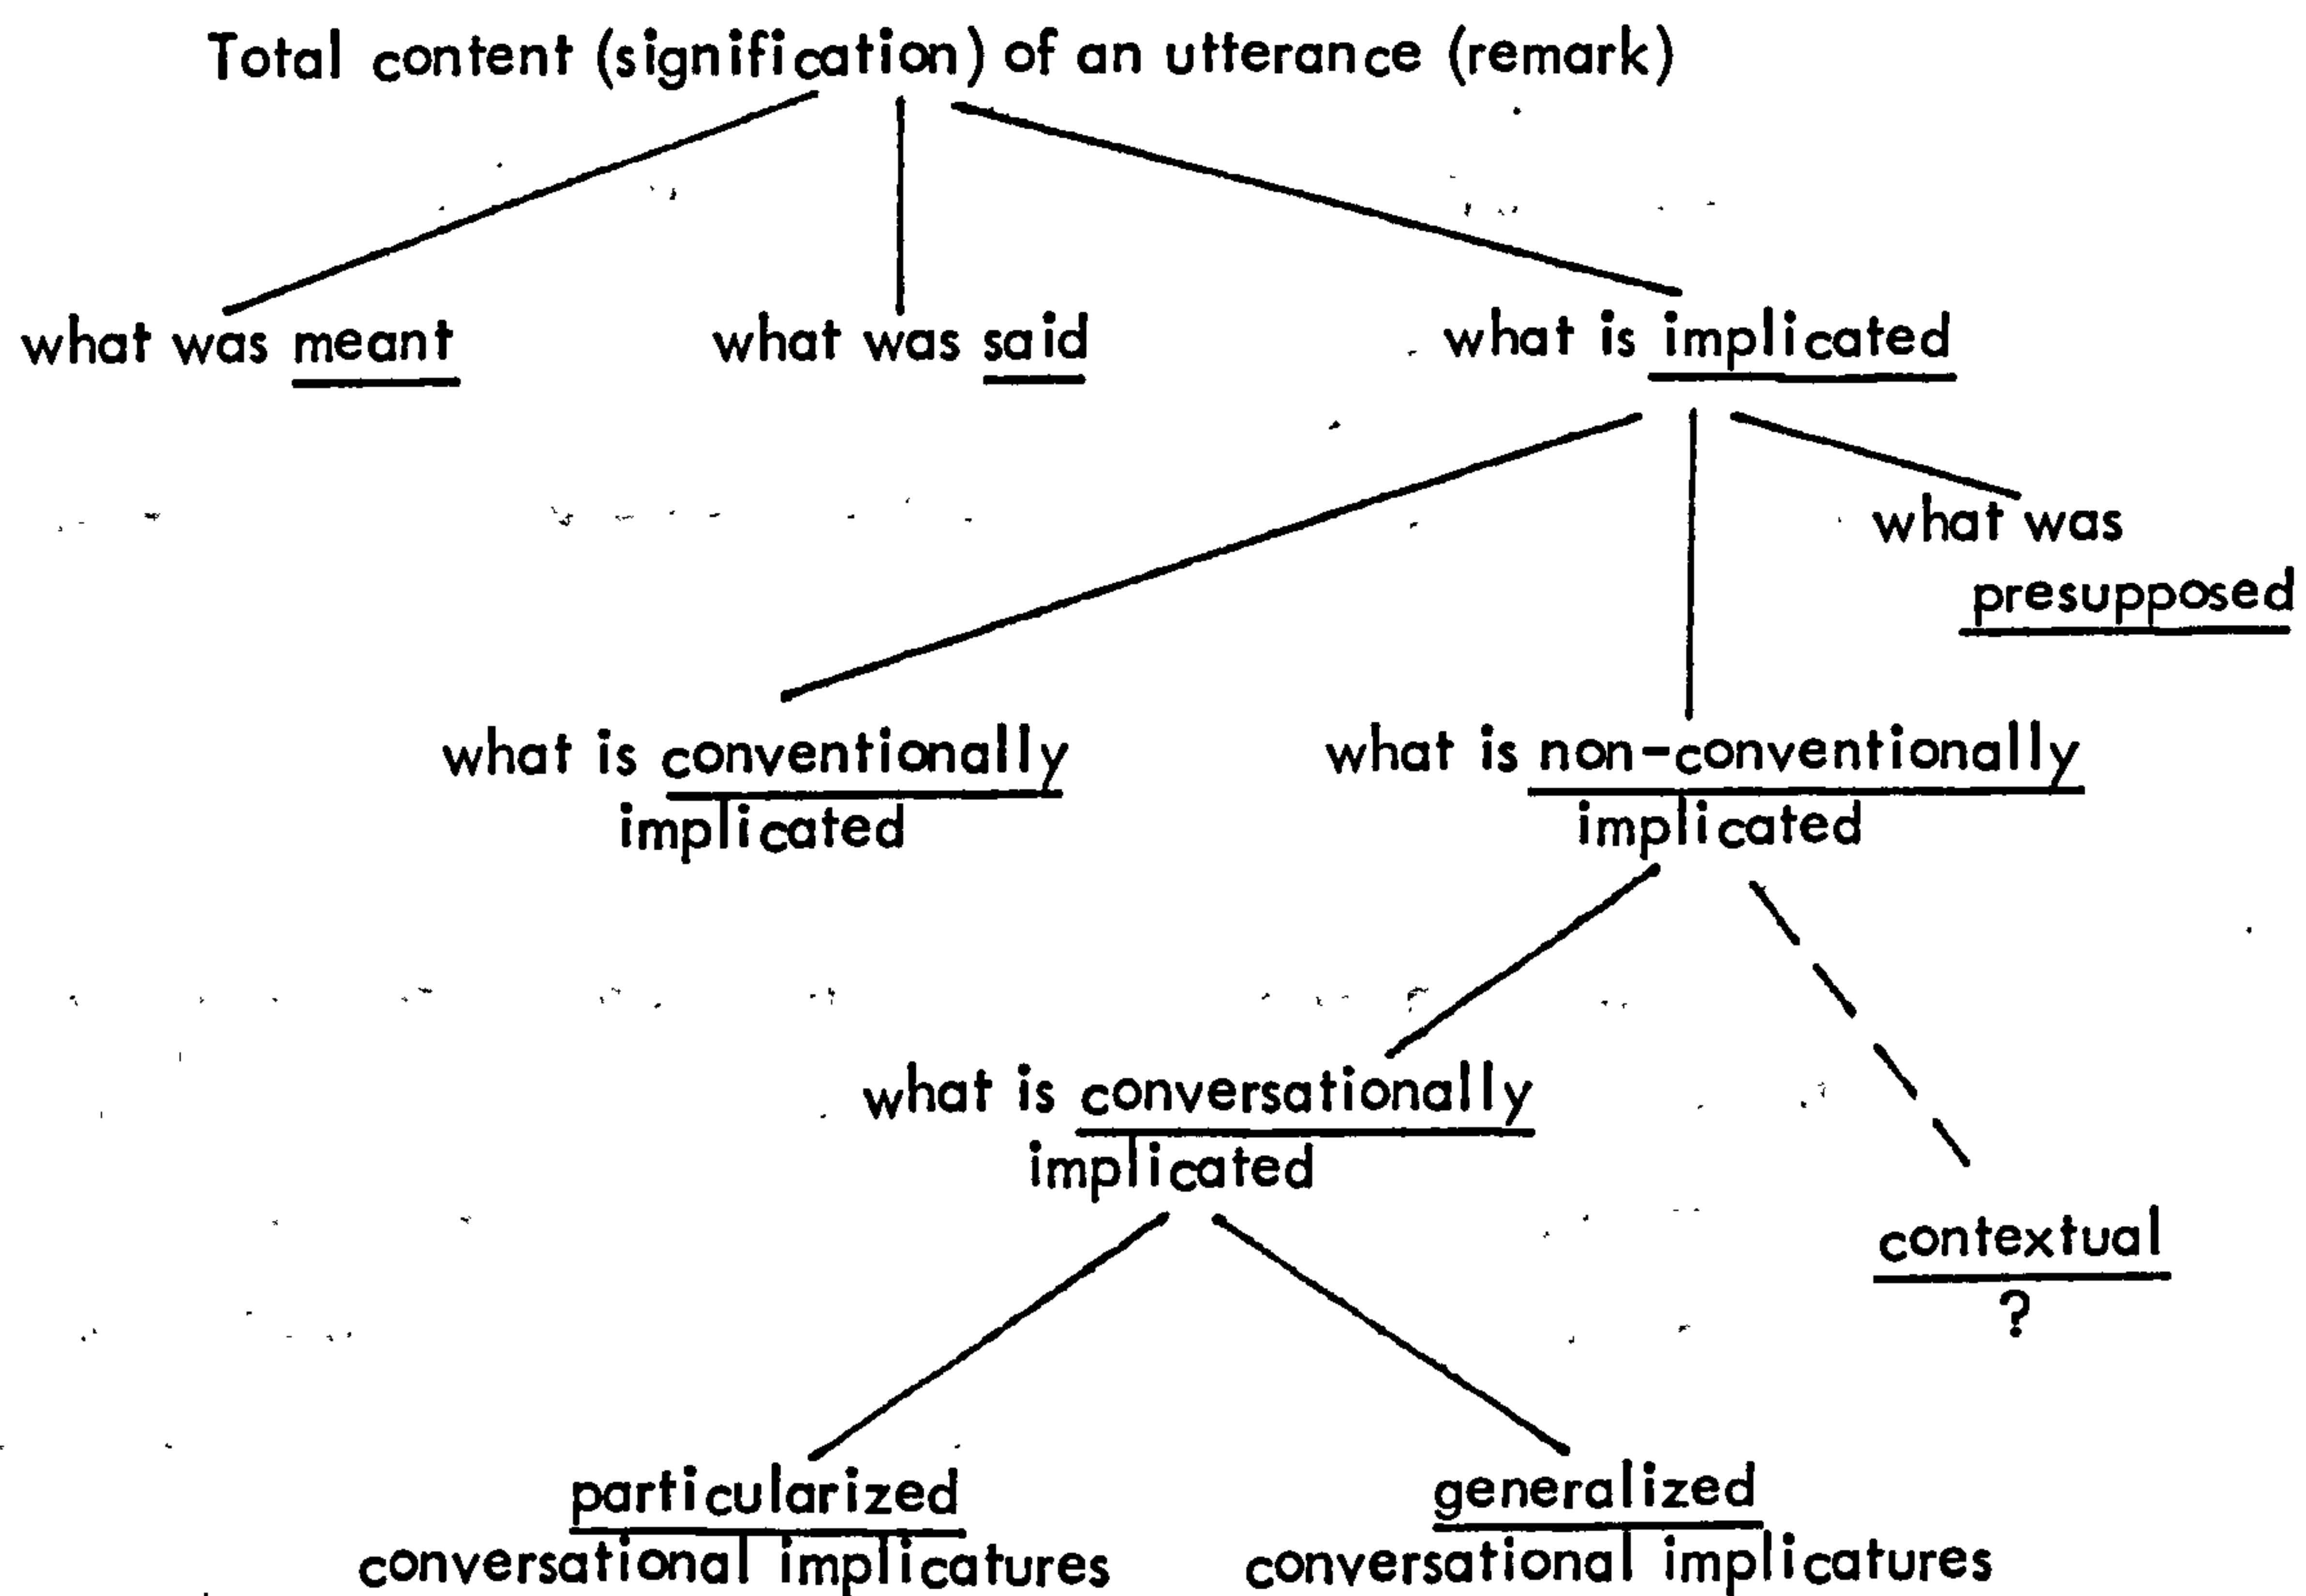 Total content (signification) of an utterance (remark)
what was meant
what was said
what is implicated
what was
presupposed
what is conventionally
implicated
what is non-conventionally
implicated
what is conversationally
implicated
contextual
?
particularized
conversational implicatures
generalized
conversational implicatures